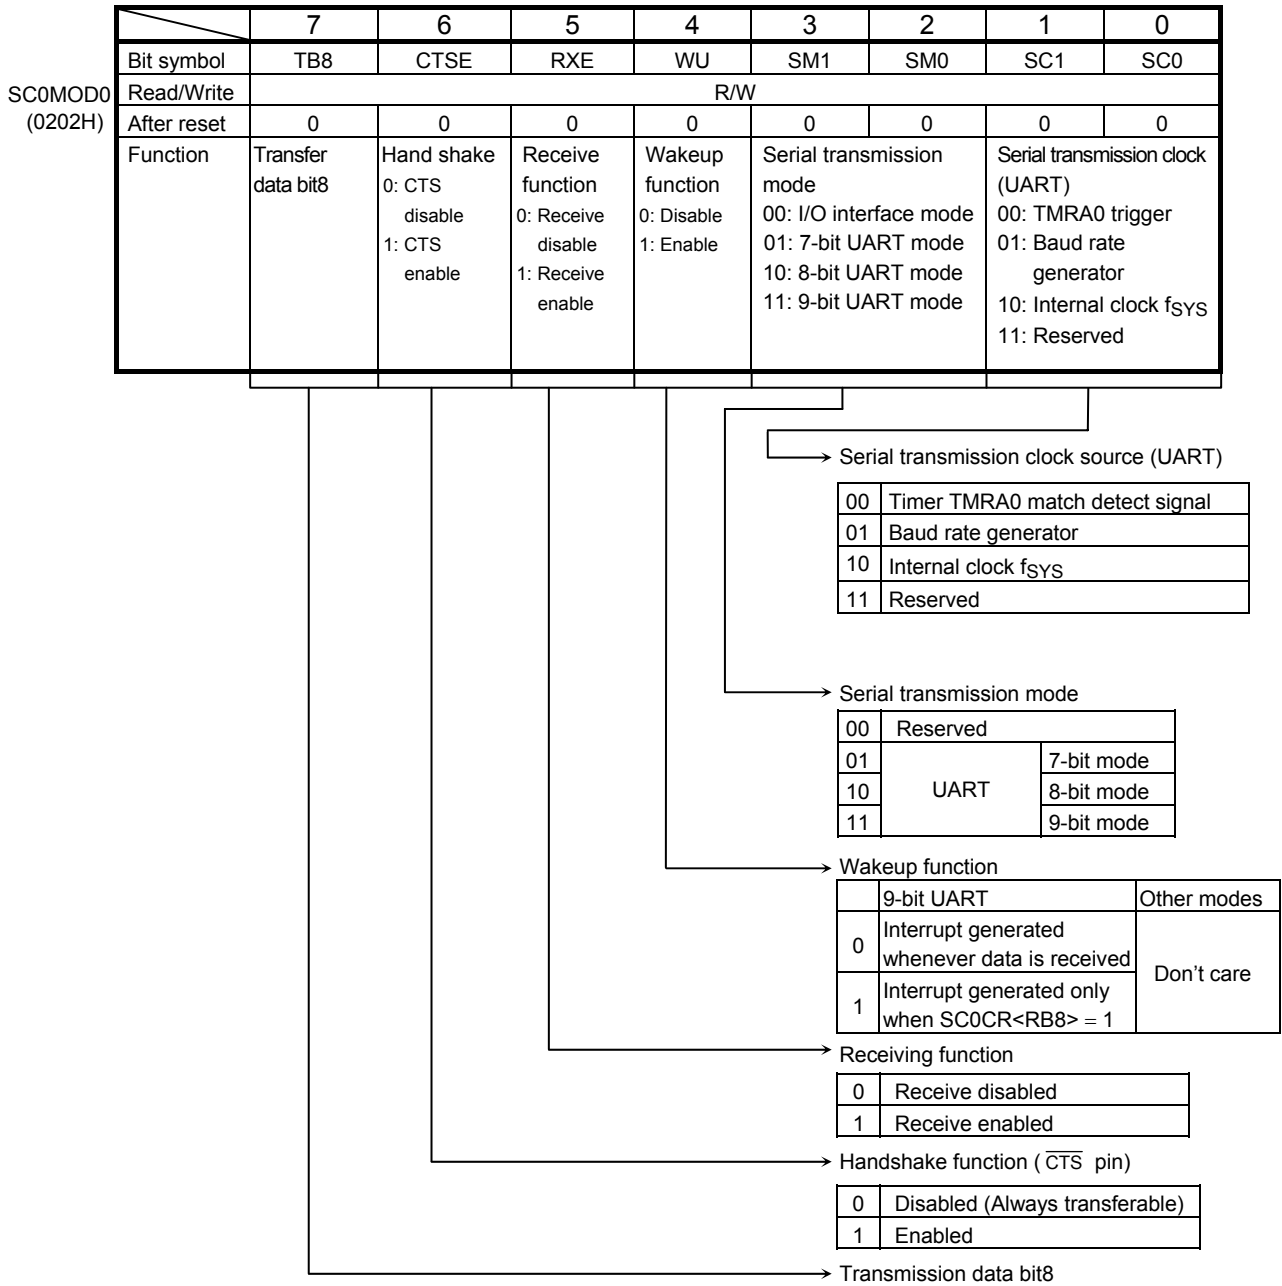 7 6 5 4 3 2 1 0
Bit symbol TB8 CTSE RXE WU SM1 SM0 SC1 SC0
SC0MOD0
(0202H)
Read/Write R/W
After reset 0 0 0 0 0 0 0 0
Function
Transfer
data bit8
Hand shake
0: CTS
disable
1: CTS
enable
Receive
function
0: Receive
disable
1: Receive
enable
Wakeup
function
0: Disable
1: Enable
Serial transmission
mode
00: I/O interface mode
01: 7-bit UART mode
10: 8-bit UART mode
11: 9-bit UART mode
Serial transmission clock
(UART)
00: TMRA0 trigger
01: Baud rate
generator
10: Internal clock fSYS
11: Reserved
Serial transmission clock source (UART)
00 Timer TMRA0 match detect signal
01 Baud rate generator
10 Internal clock fSYS
11 Reserved
Serial transmission mode
00 Reserved
01 7-bit mode
10 UART 8-bit mode
11 9-bit mode
Wakeup function
9-bit UART Other modes
0 Interrupt generated
whenever data is received
1 Interrupt generated only
when SC0CR<RB8> = 1
Don't care
Receiving function
0 Receive disabled
1 Receive enabled
Handshake function ( C̅T̅S̅ pin)
0 Disabled (Always transferable)
1 Enabled
Transmission data bit8